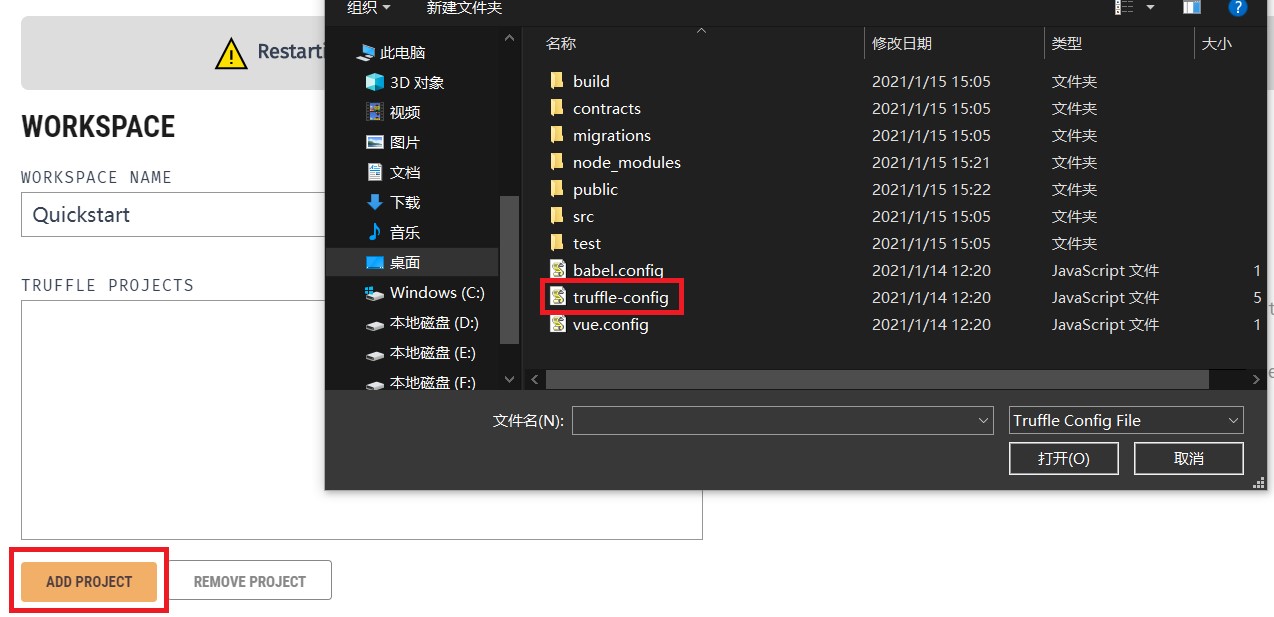 组织 新建文件夹 ?
Restarti
WORKSPACE
WORKSPACE NAME
Quickstart
TRUFFLE PROJECTS
此电脑
3D 对象
视频
图片
文档
下载
音乐
桌面
Windows (C:)
本地磁盘 (D:)
本地磁盘 (E:)
本地磁盘 (F:)
名称 修改日期 类型 大小
build 2021/1/15 15:05 文件夹
contracts 2021/1/15 15:05 文件夹
migrations 2021/1/15 15:05 文件夹
node_modules 2021/1/15 15:21 文件夹
public 2021/1/15 15:22 文件夹
src 2021/1/15 15:05 文件夹
test 2021/1/15 15:05 文件夹
babel.config 2021/1/14 12:20 JavaScript 文件 1
truffle-config 2021/1/14 12:20 JavaScript 文件 5
vue.config 2021/1/14 12:20 JavaScript 文件 1
文件名(N): Truffle Config File
打开(O) 取消
ADD PROJECT REMOVE PROJECT